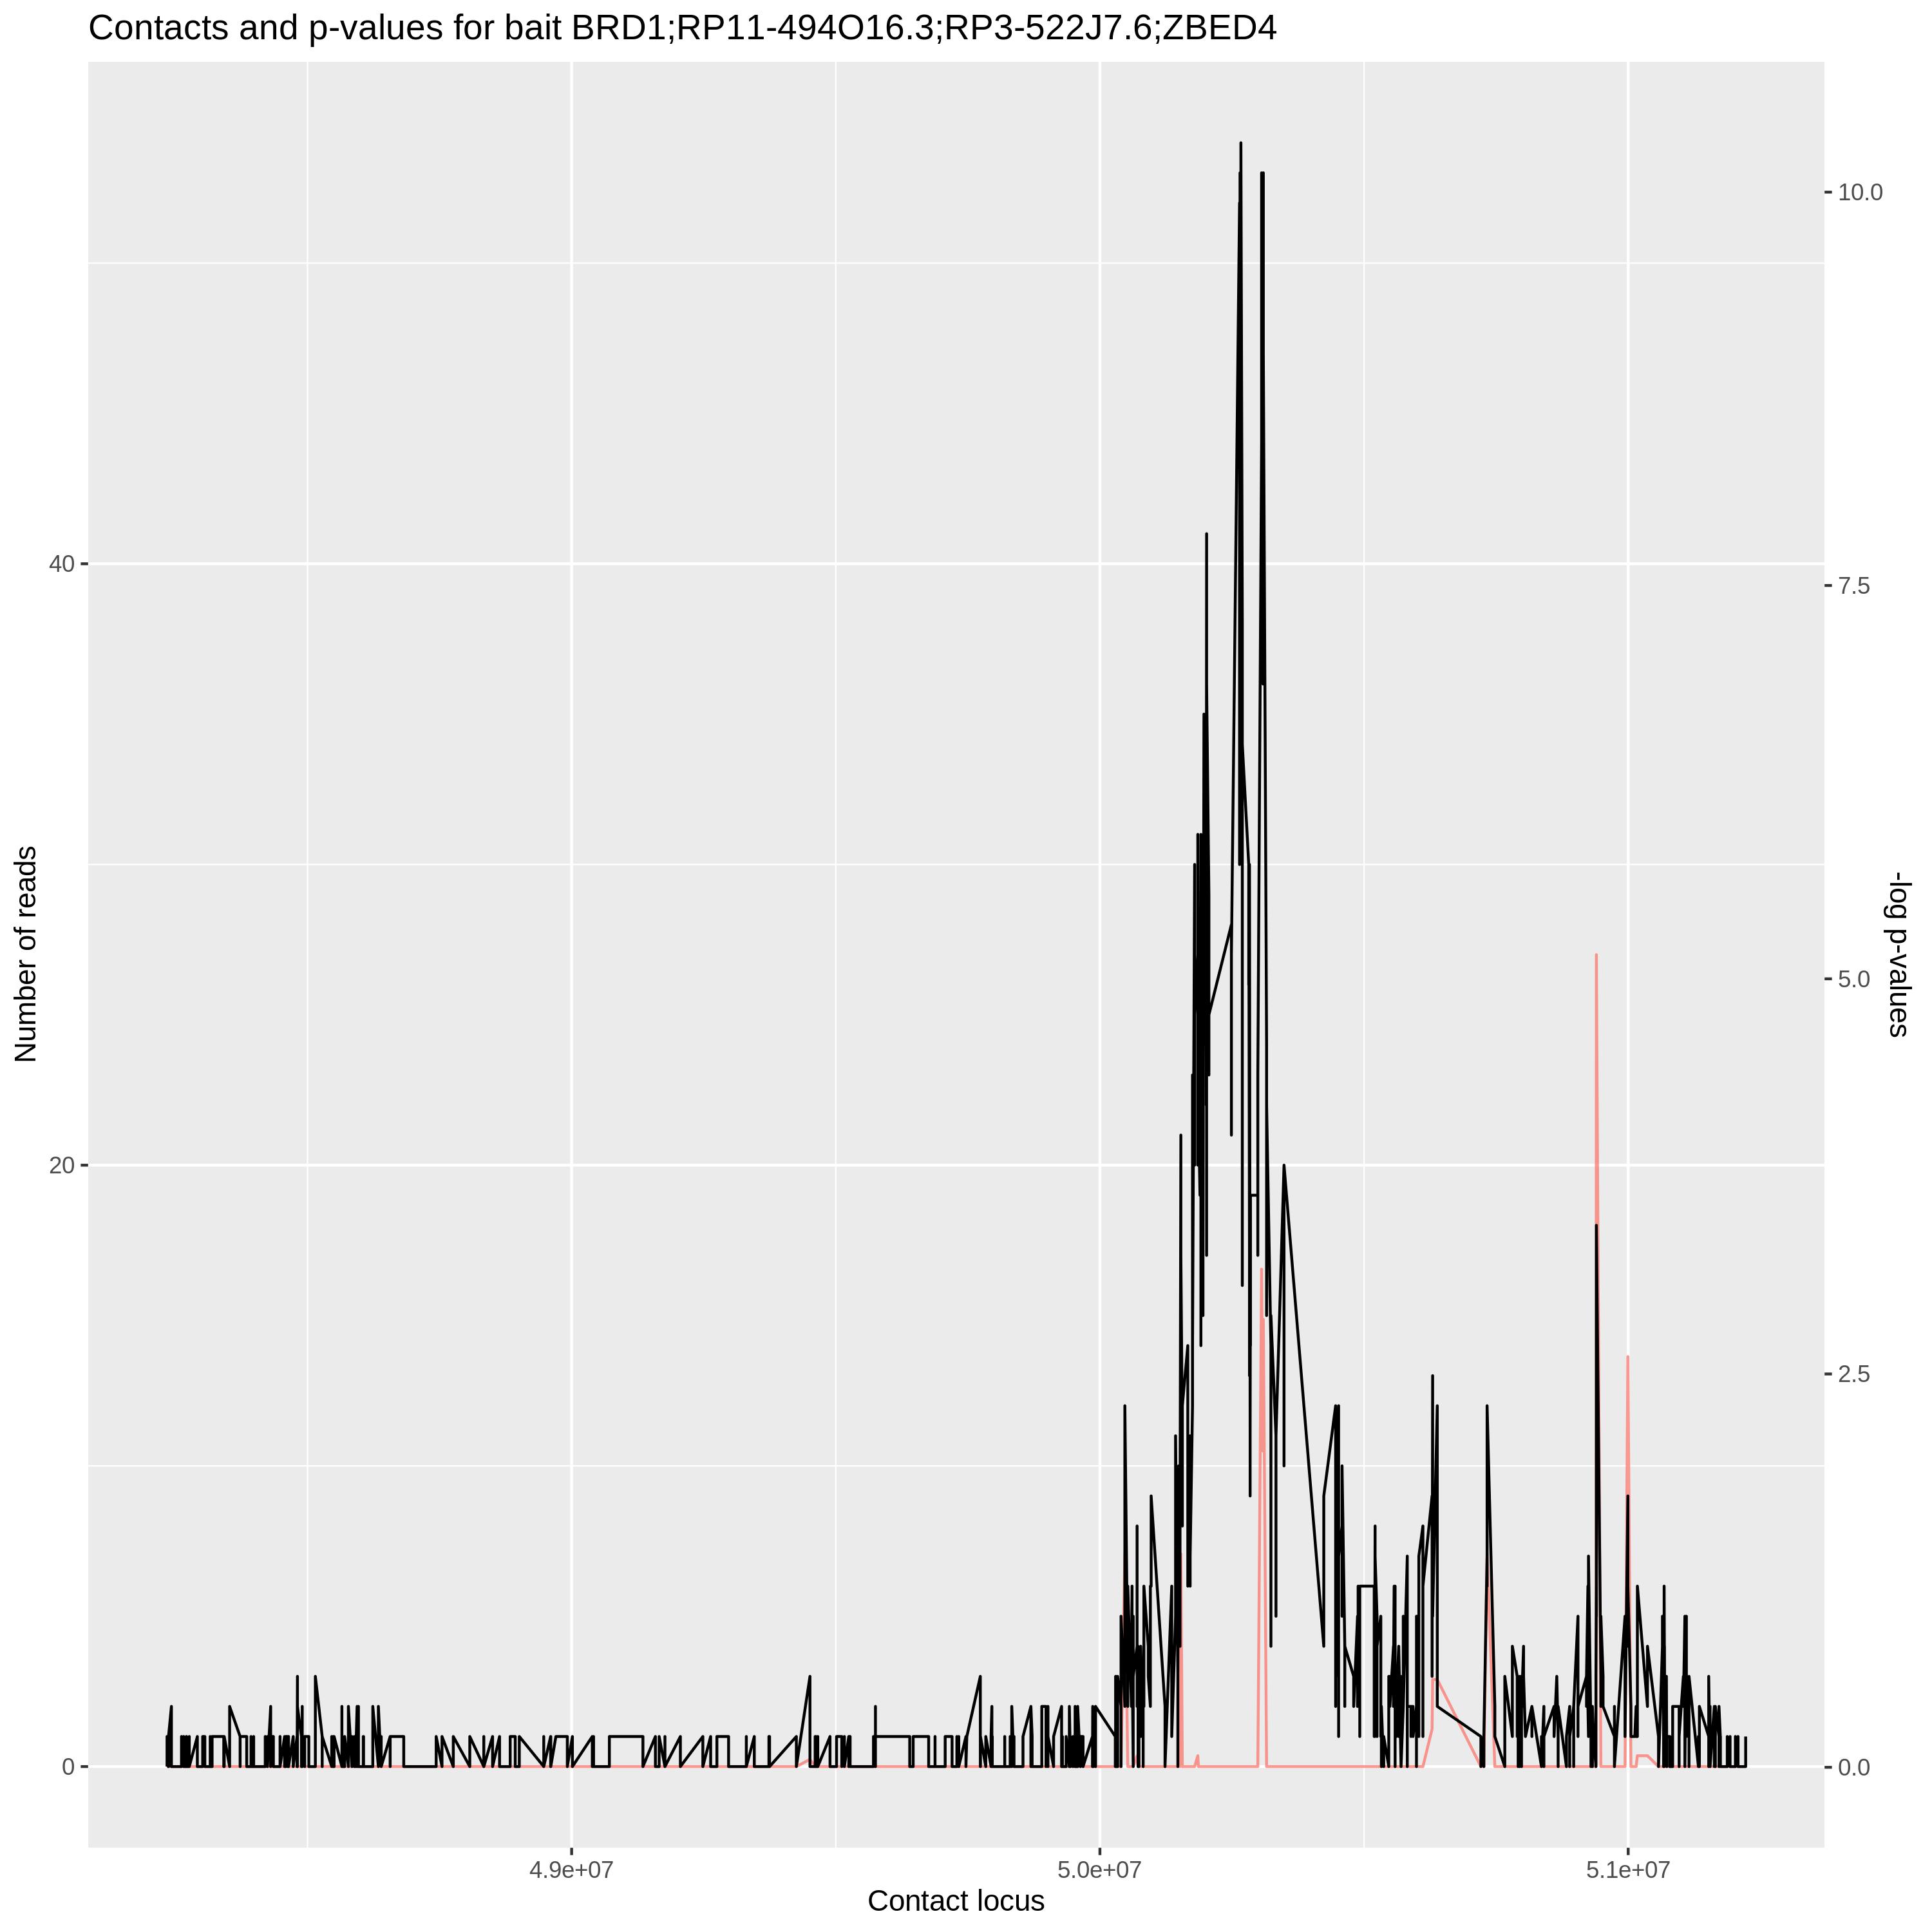 Contacts and p-values for bait BRD1;RP11-494O16.3;RP3-522J7.6;ZBED4
10.0
40
7.5
Number of reads
-log p-values
5.0
20
2.5
0
0.0
4.9e+07
5.0e+07
5.1e+07
Contact locus